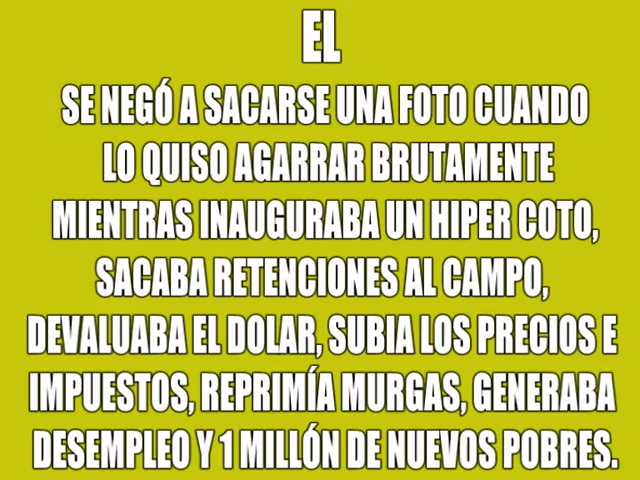 EL
SE NEGÓ A SACARSE UNA FOTO CUANDO
LO QUISO AGARRAR BRUTAMENTE
MIENTRAS INAUGURABA UN HIPER COTO,
SACABA RETENCIONES AL CAMPO,
DEVALUABA EL DOLAR, SUBIA LOS PRECIOS E
IMPUESTOS, REPRIMÍA MURGAS, GENERABA
DESEMPLEO Y 1 MILLÓN DE NUEVOS POBRES.